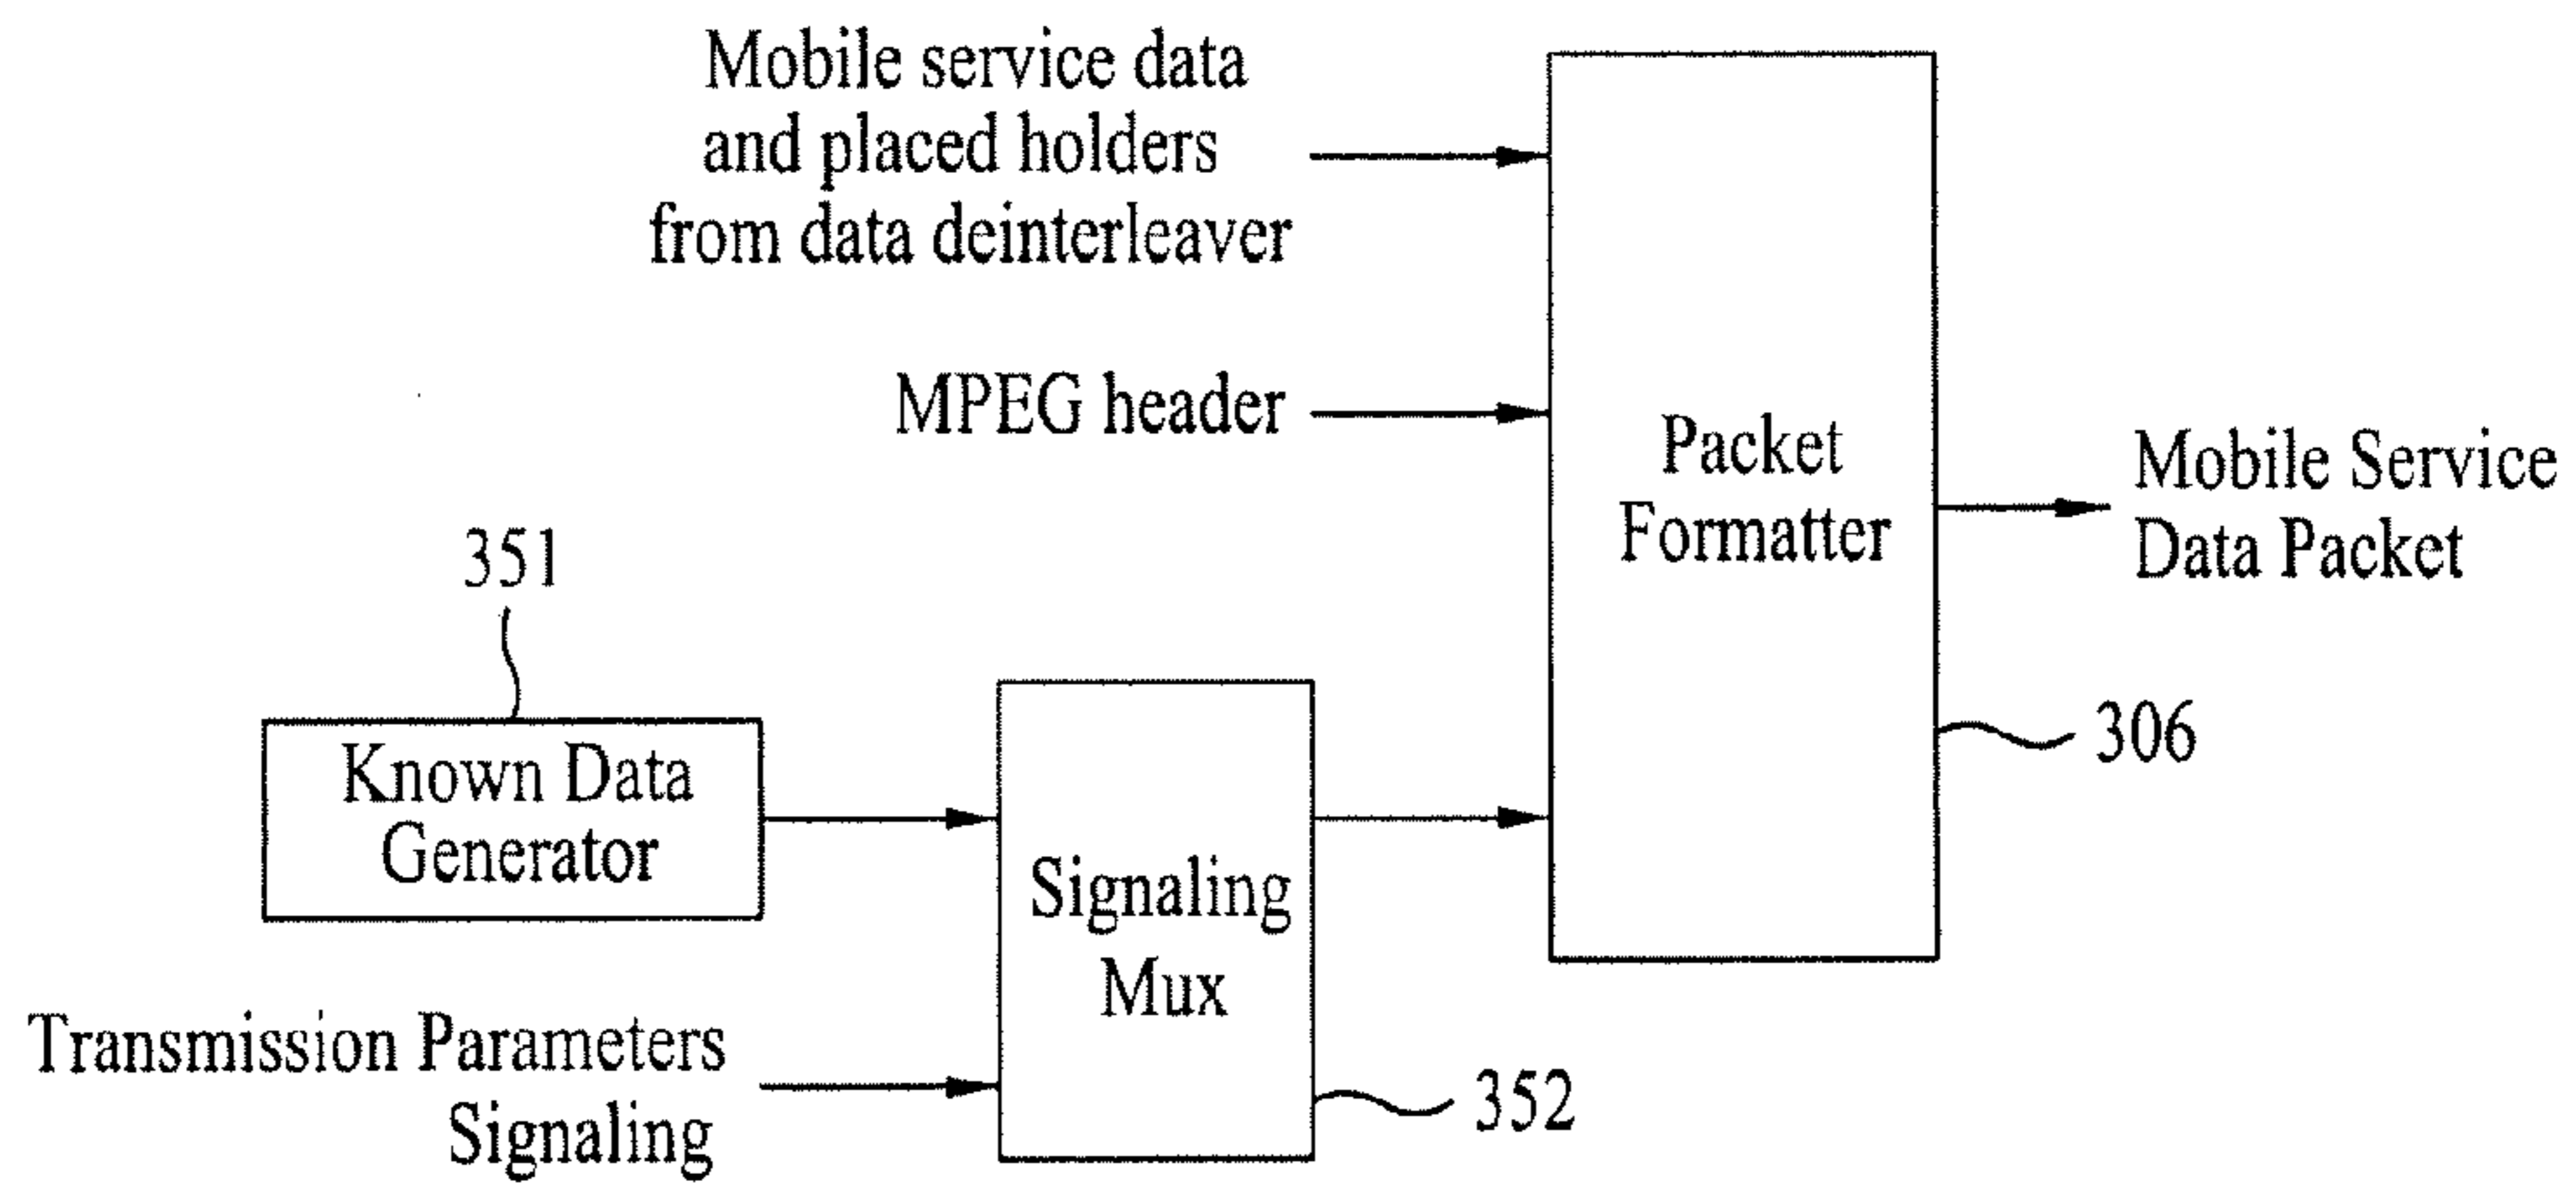 Mobile service data
and placed holders
from data deinterleaver
MPEG header
Packet
Formatter
Mobile Service
Data Packet
351
306
Known Data
Generator
Signaling
Mux
Transmission Parameters
Signaling
352